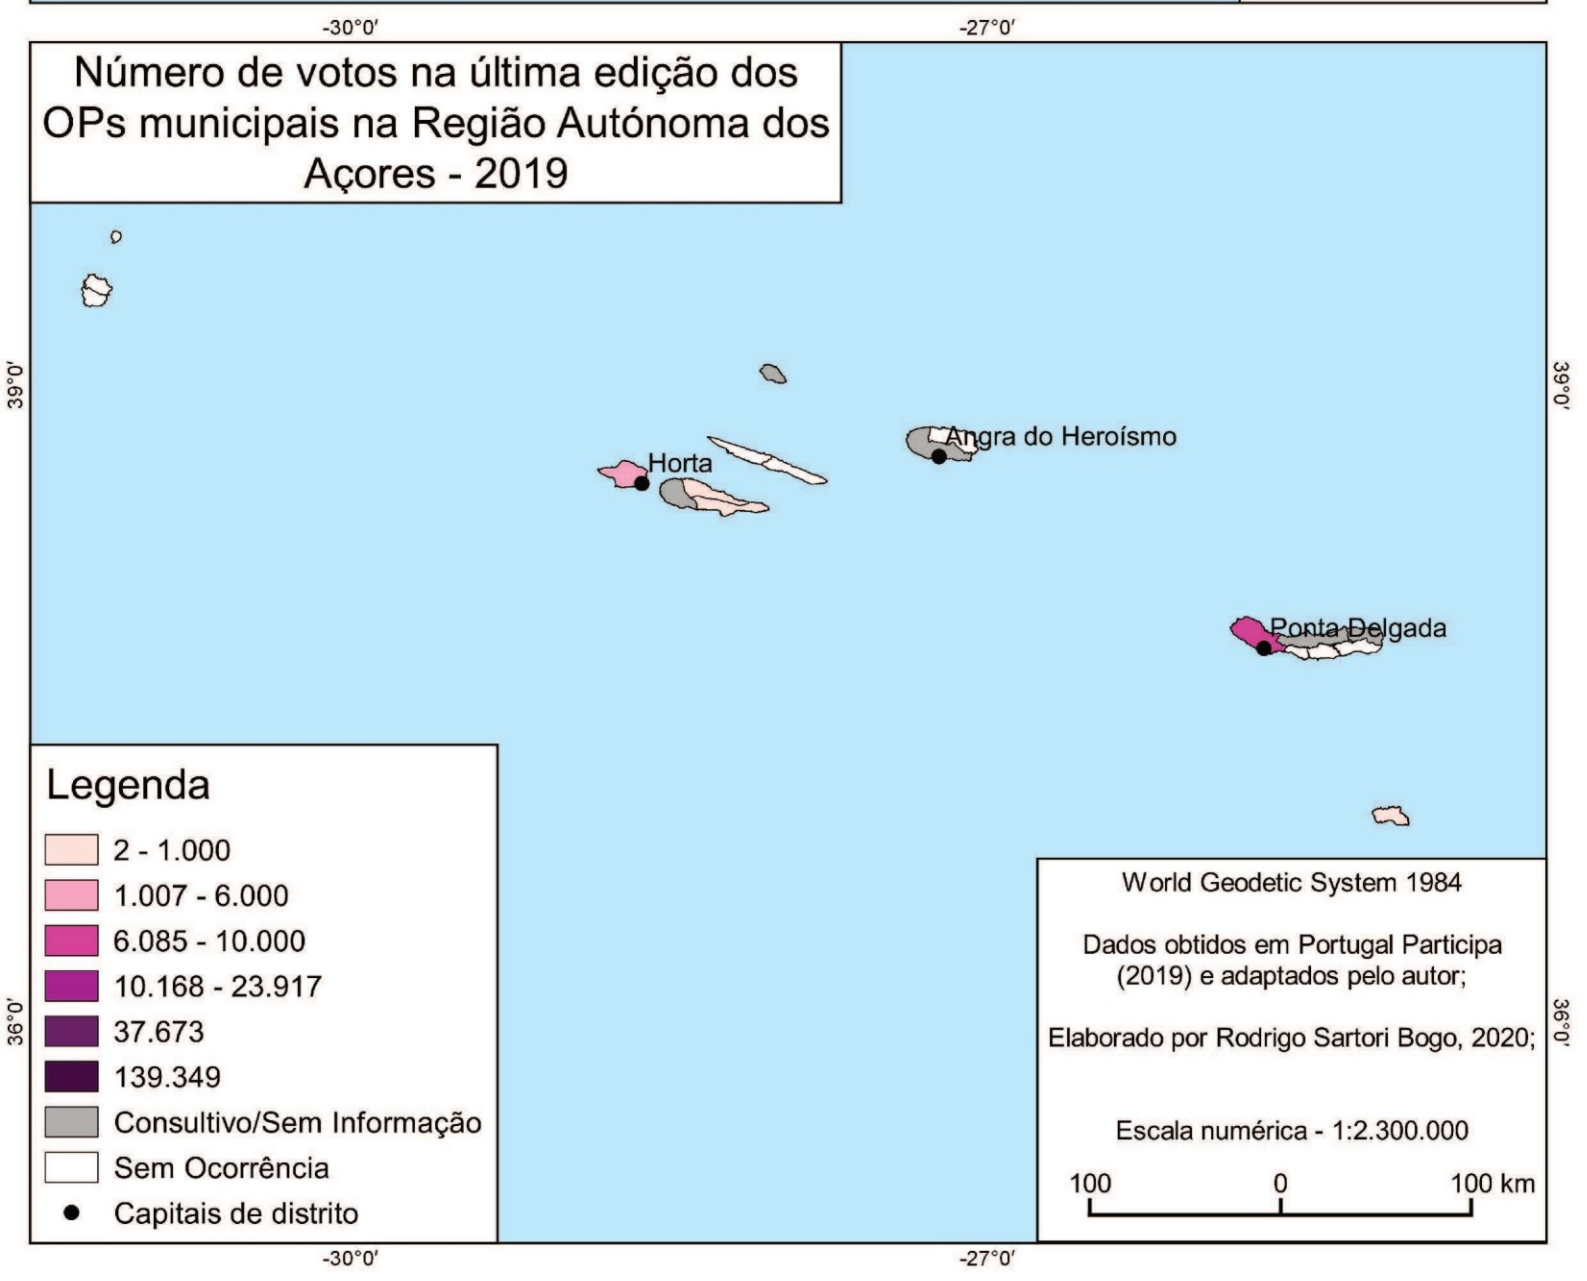 -30°0'
-27°0'
Número de votos na última edição dos
OPs municipais na Região Autónoma dos
Açores - 2019
39°0'
39°0'
Angra do Heroísmo
Horta
Ponta Delgada
Legenda
2 - 1.000
1.007 - 6.000
6.085 - 10.000
10.168 - 23.917
37.673
139.349
Consultivo/Sem Informação
Sem Ocorrência
Capitais de distrito
36°0'
36°0'
World Geodetic System 1984
Dados obtidos em Portugal Participa
(2019) e adaptados pelo autor;
Elaborado por Rodrigo Sartori Bogo, 2020;
Escala numérica - 1:2.300.000
100 0 100 km
-30°0'
-27°0'